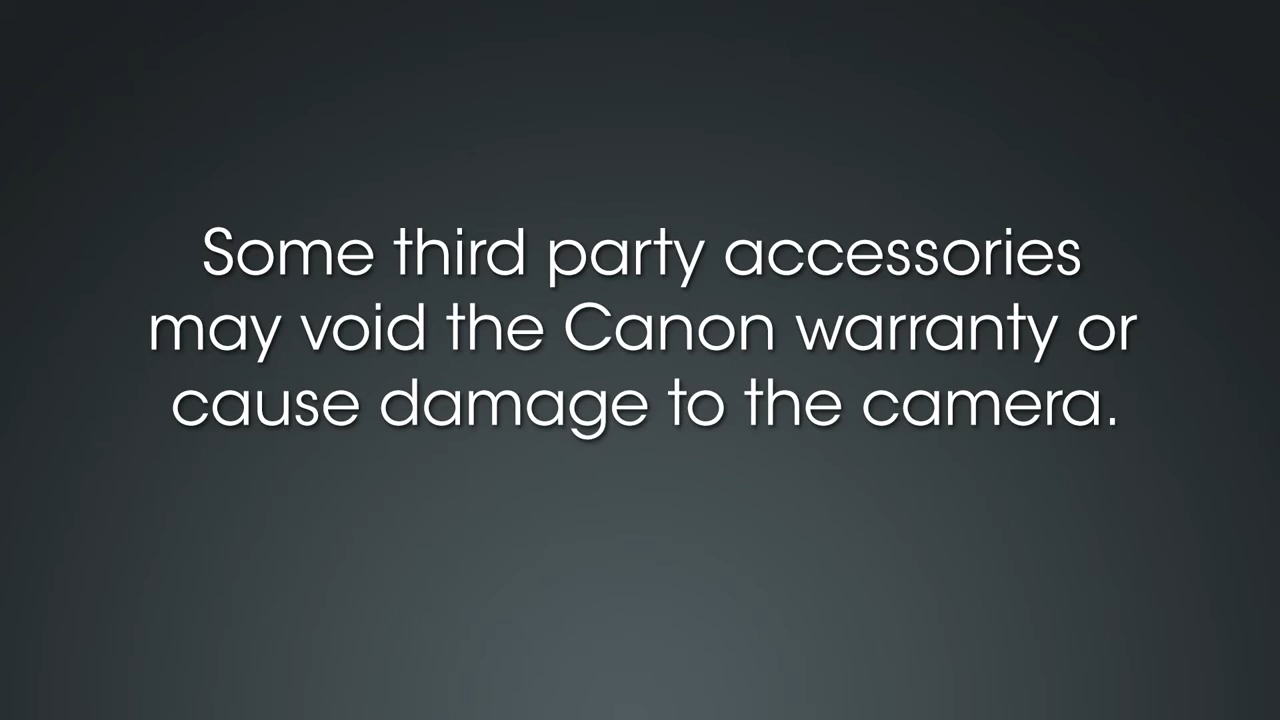 Some third party accessories
may void the Canon warranty or
cause damage to the camera.